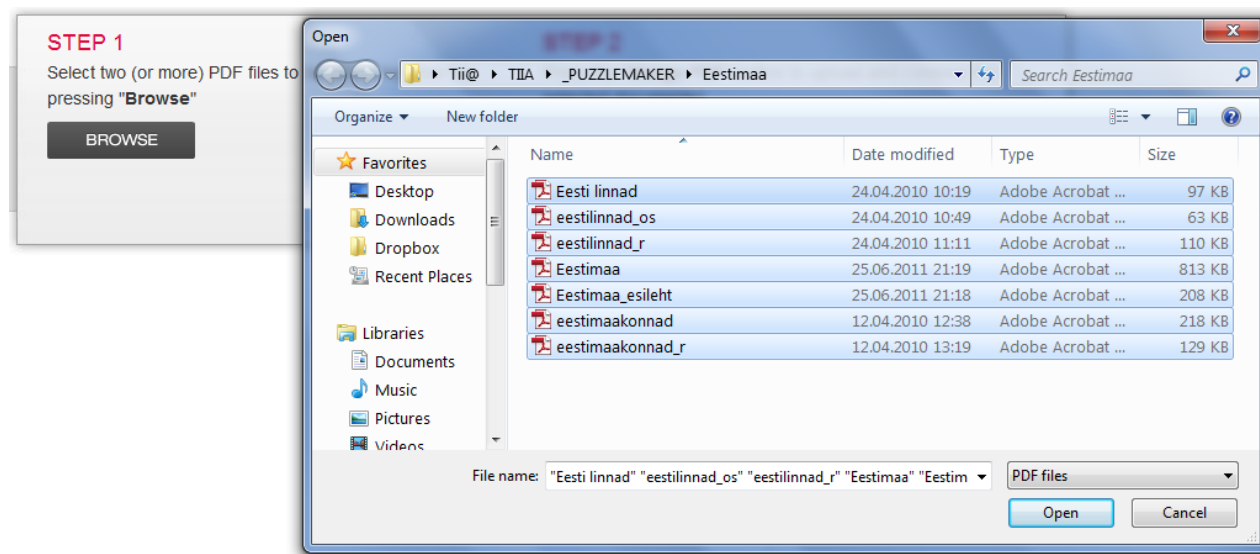 STEP 1
Select two (or more) PDF files to
pressing "Browse"
BROWSE
Open
STEP 2
Tii@ TIIA _PUZZLEMAKER Eestimaa
Search Eestimaa
Organize New folder
Name Date modified Type Size
Eesti linnad 24.04.2010 10:19 Adobe Acrobat ... 97 KB
eestilinnad_os 24.04.2010 10:49 Adobe Acrobat ... 63 KB
eestilinnad_r 24.04.2010 11:11 Adobe Acrobat ... 110 KB
Eestimaa 25.06.2011 21:19 Adobe Acrobat ... 813 KB
Eestimaa_esileht 25.06.2011 21:18 Adobe Acrobat ... 208 KB
eestimaakonnad 12.04.2010 12:38 Adobe Acrobat ... 218 KB
eestimaakonnad_r 12.04.2010 13:19 Adobe Acrobat ... 129 KB
Favorites
Desktop
Downloads
Dropbox
Recent Places
Libraries
Documents
Music
Pictures
Videos
File name: "Eesti linnad" "eestilinnad_os" "eestilinnad_r" "Eestimaa" "Eestim
PDF files
Open Cancel